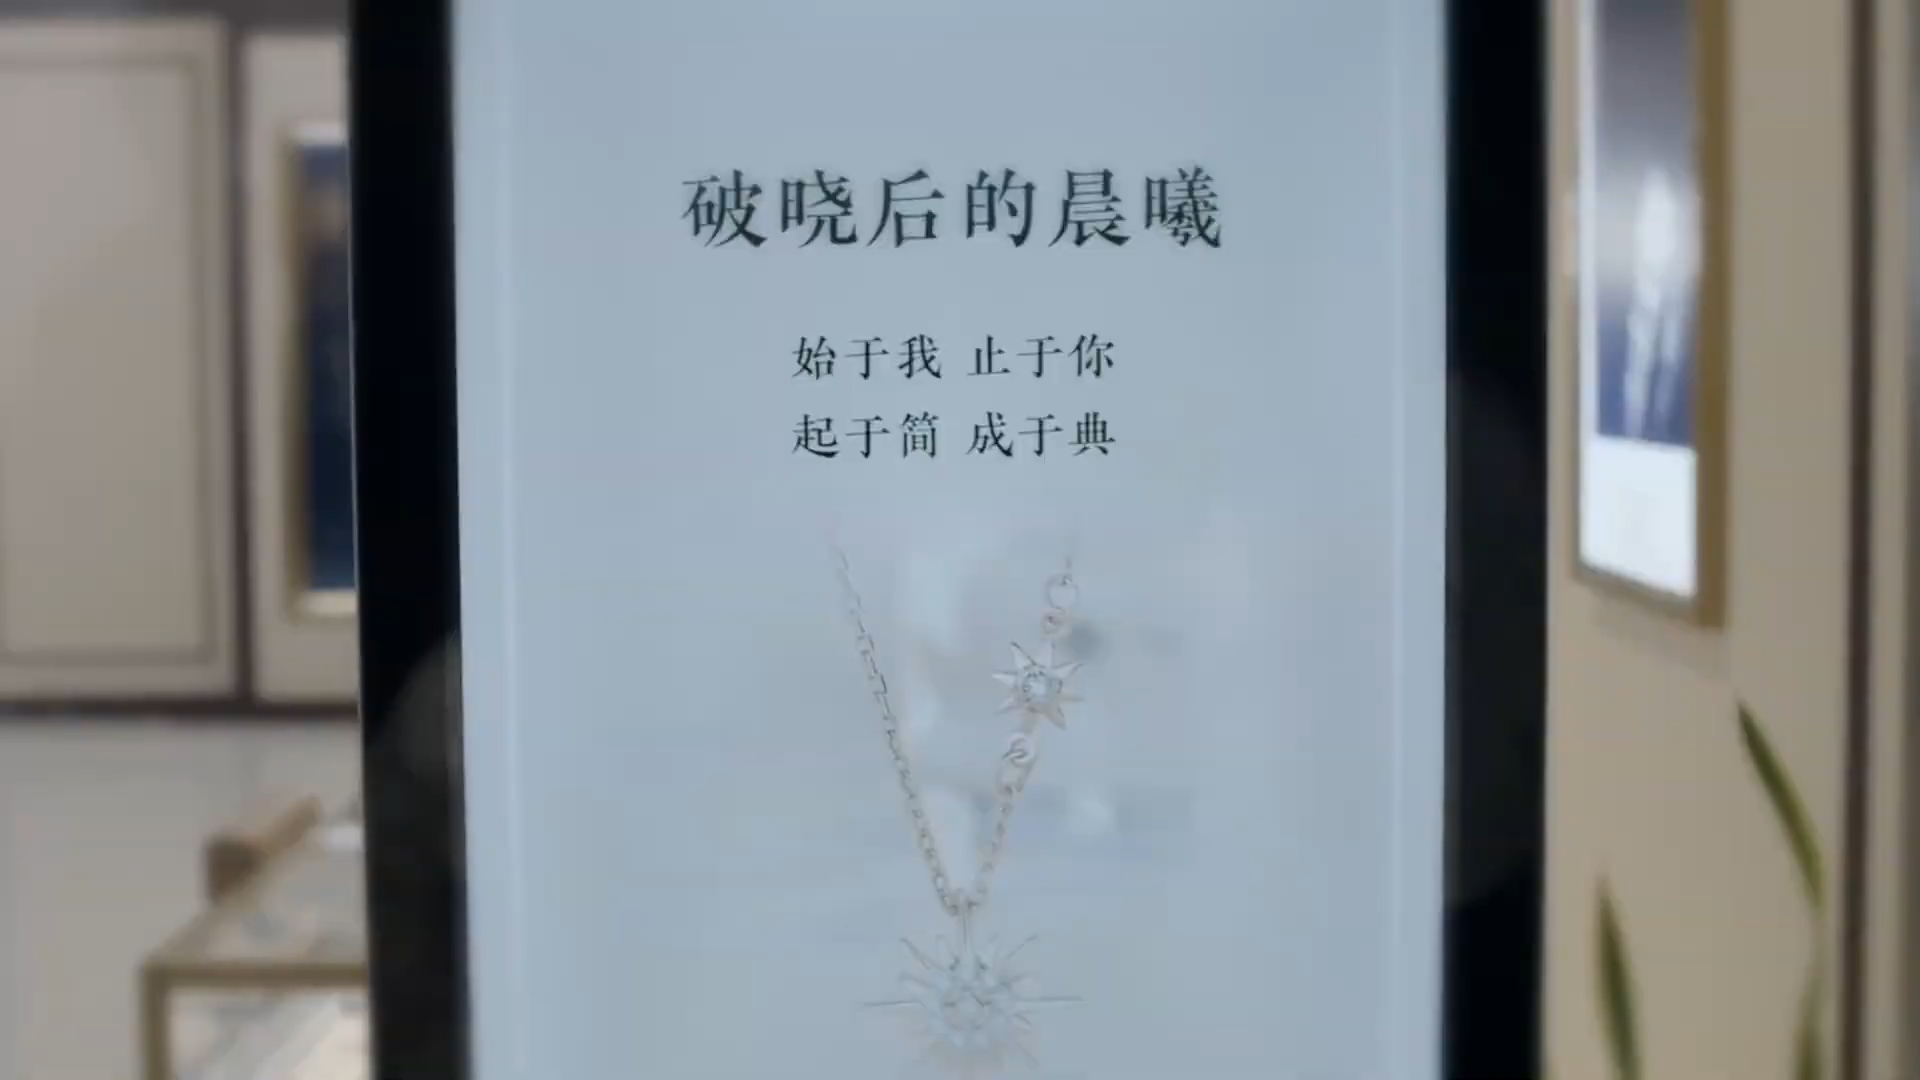 破晓后的晨曦
始于我 止于你
起于简 成于典